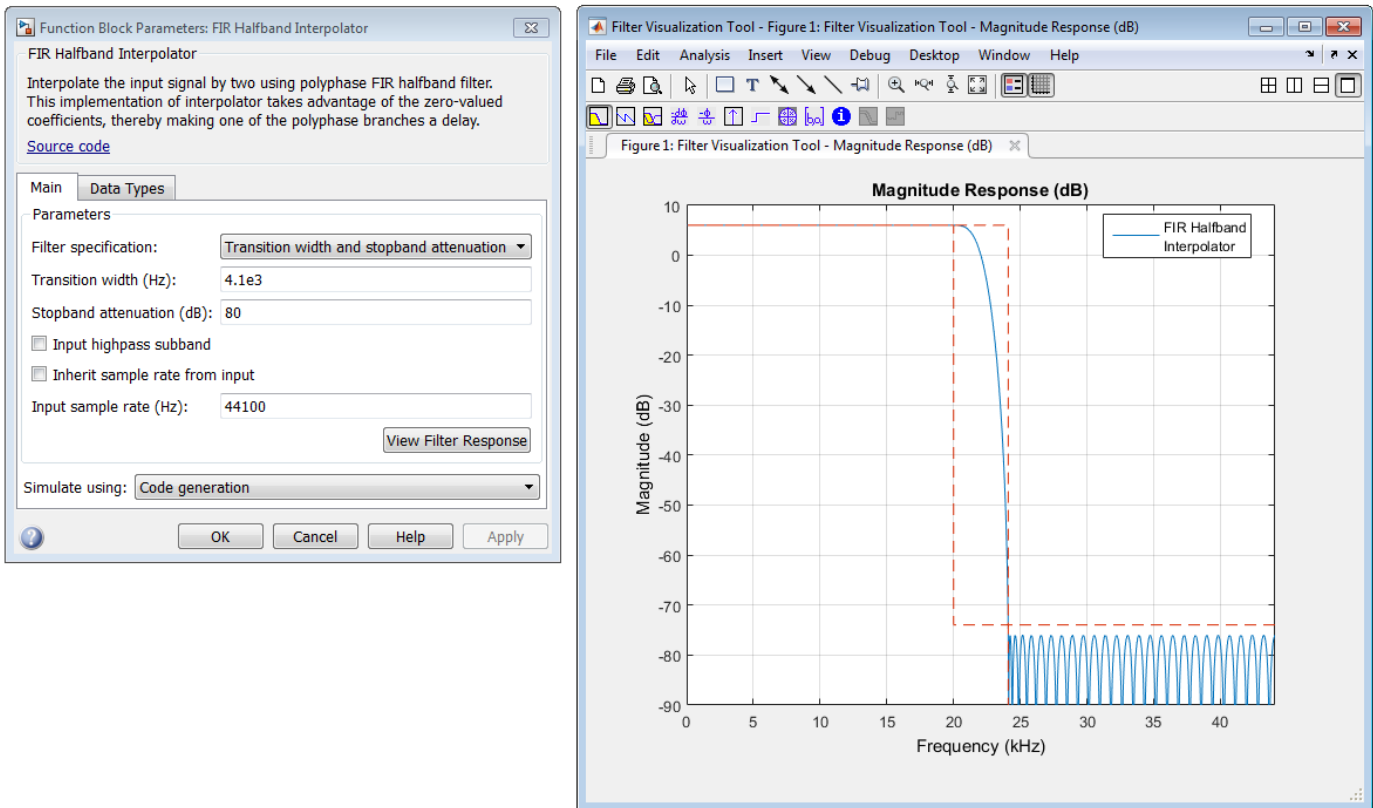 Function Block Parameters: FIR Halfband Interpolator
FIR Halfband Interpolator
Interpolate the input signal by two using polyphase FIR halfband filter.
This implementation of interpolator takes advantage of the zero-valued
coefficients, thereby making one of the polyphase branches a delay.
Source code
Main
Data Types
Parameters
Filter specification: Transition width and stopband attenuation
Transition width (Hz): 4.1e3
Stopband attenuation (dB): 80
Input highpass subband
Inherit sample rate from input
Input sample rate (Hz): 44100
View Filter Response
Simulate using: Code generation
OK
Cancel
Help
Apply
Filter Visualization Tool - Figure 1: Filter Visualization Tool - Magnitude Response (dB)
File Edit Analysis Insert View Debug Desktop Window Help
Figure 1: Filter Visualization Tool - Magnitude Response (dB)
Magnitude Response (dB)
FIR Halfband
Interpolator
10
0
-10
-20
-30
-40
-50
-60
-70
-80
-90
Magnitude (dB)
0 5 10 15 20 25 30 35 40
Frequency (kHz)